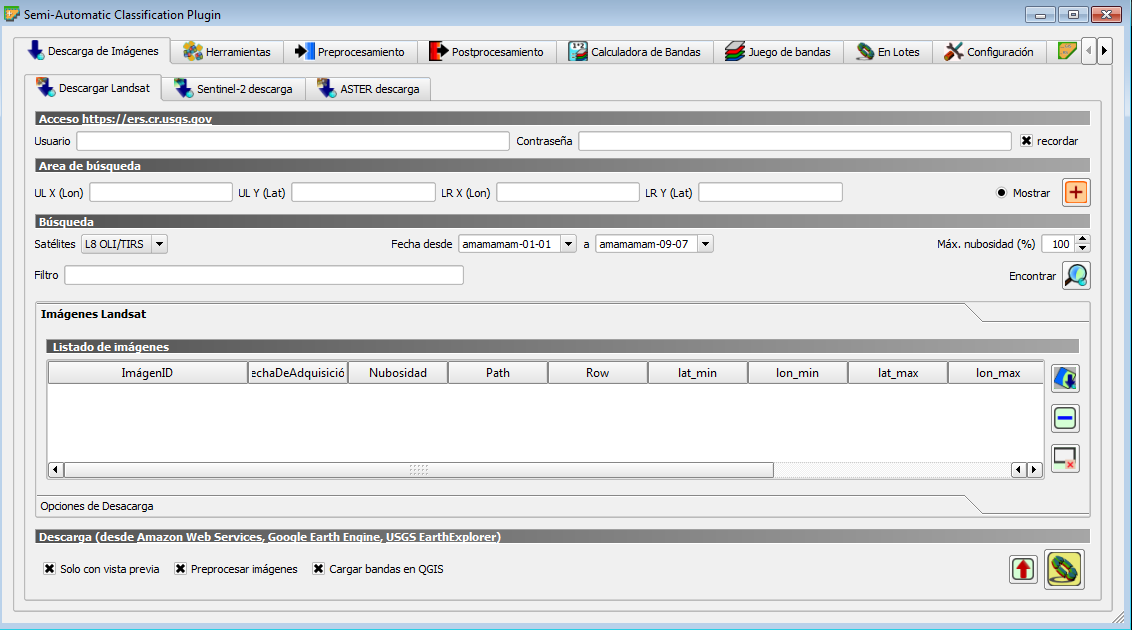 Semi-Automatic Classification Plugin
Descarga de Imágenes Herramientas Preprocesamiento Postprocesamiento Calculadora de Bandas Juego de bandas En Lotes Configuración
Descargar Landsat Sentinel-2 descarga ASTER descarga
Acceso https://ers.cr.usgs.gov
Usuario Contraseña recordar
Area de búsqueda
UL X (Lon) UL Y (Lat) LR X (Lon) LR Y (Lat) Mostrar
Búsqueda
Satélites L8 OLI/TIRS Fecha desde amamamam-01-01 a amamamam-09-07 Máx. nubosidad (%) 100
Filtro Encontrar
Imágenes Landsat
Listado de imágenes
ImágenID echaDeAdquisició Nubosidad Path Row lat_min lon_min lat_max lon_max
Opciones de Desacarga
Descarga (desde Amazon Web Services, Google Earth Engine, USGS EarthExplorer)
Solo con vista previa Preprocesar imágenes Cargar bandas en QGIS